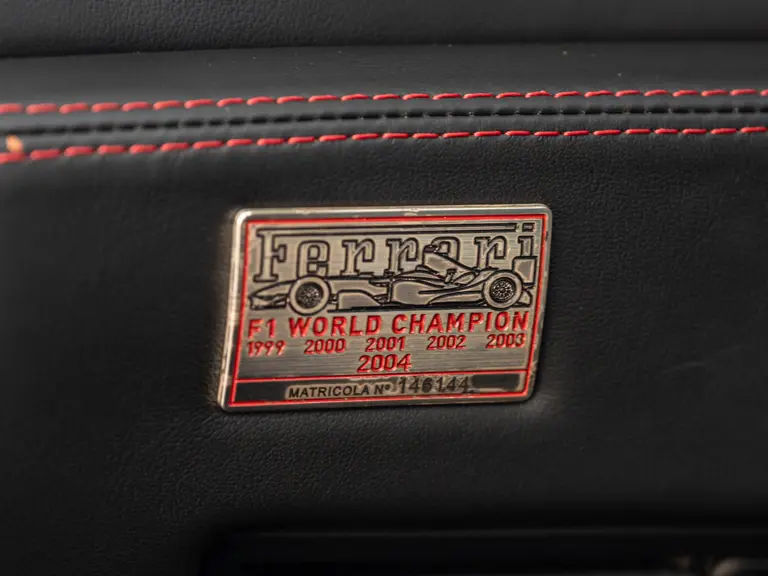 Ferrari
F1 WORLD CHAMPION
1999 2000 2001 2002 2003
2004
MATRICOLA Nº 146144